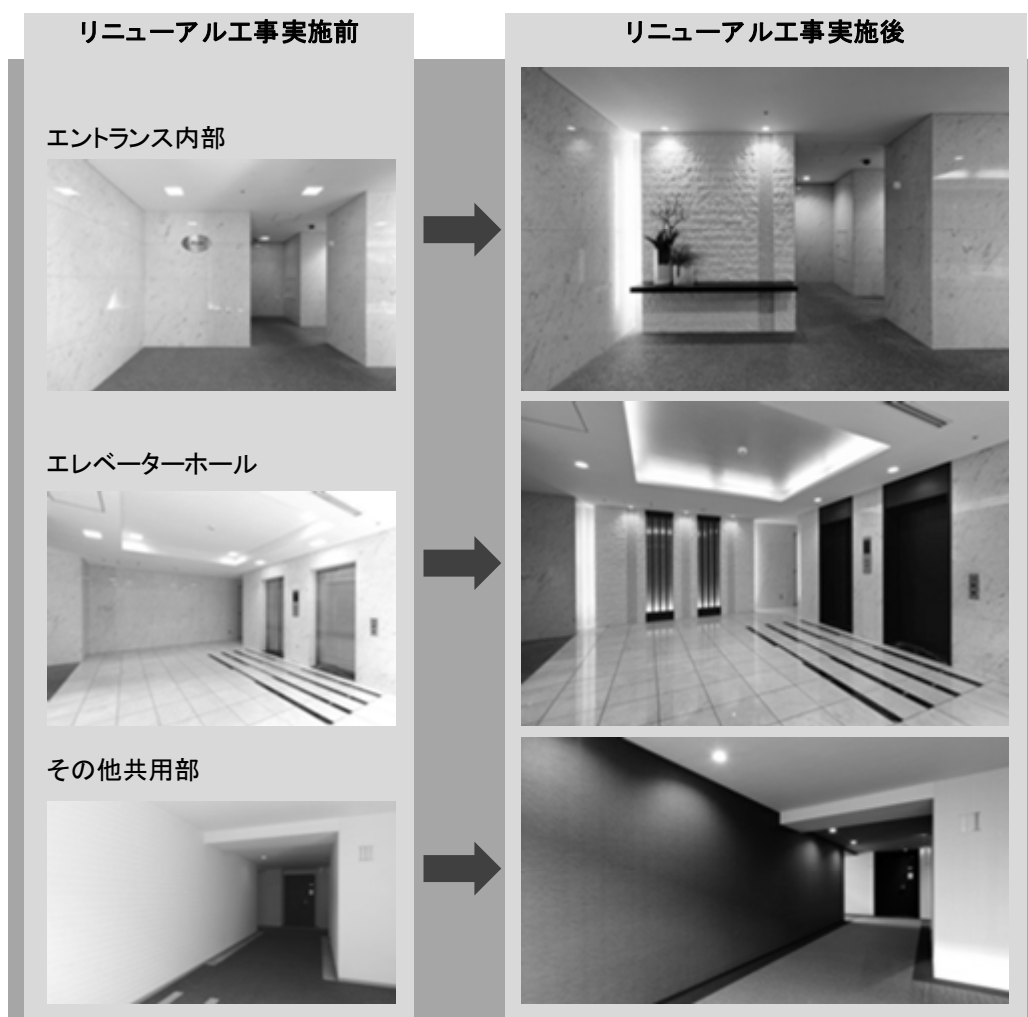 リニューアル工事実施前
リニューアル工事実施後
エントランス内部
エレベーターホール
その他共用部